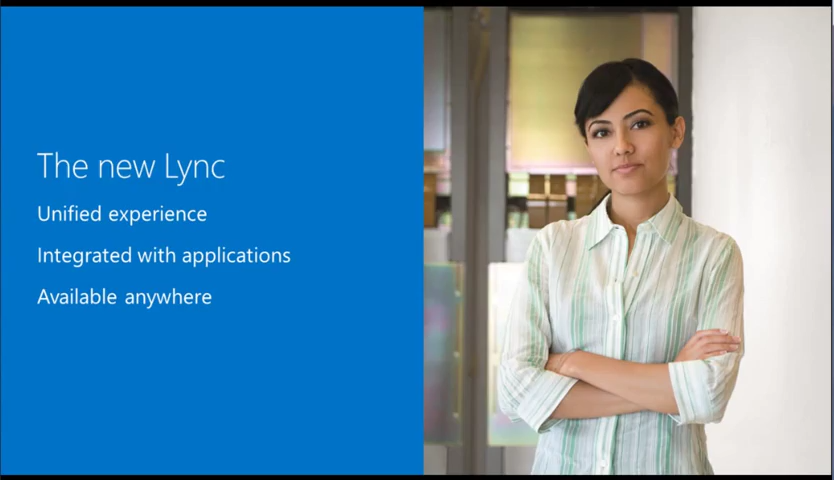 The new Lync
Unified experience
Integrated with applications
Available anywhere